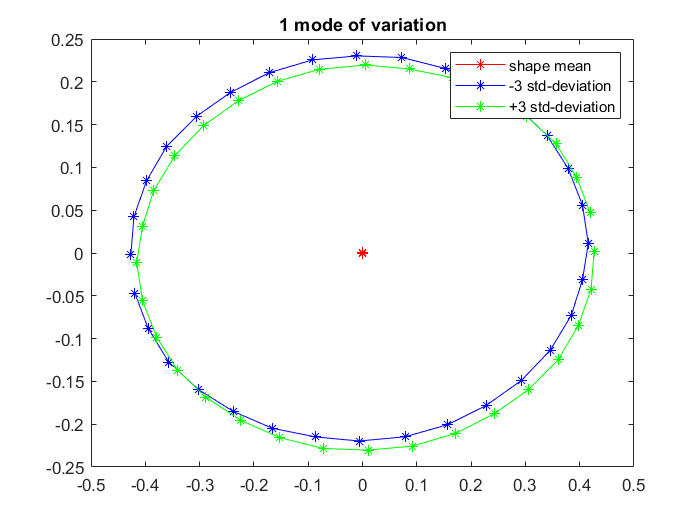 1 mode of variation
shape mean
-3 std-deviation
+3 std-deviation
0.25
0.2
0.15
0.1
0.05
0
-0.05
-0.1
-0.15
-0.2
-0.25
-0.5 -0.4 -0.3 -0.2 -0.1 0 0.1 0.2 0.3 0.4 0.5